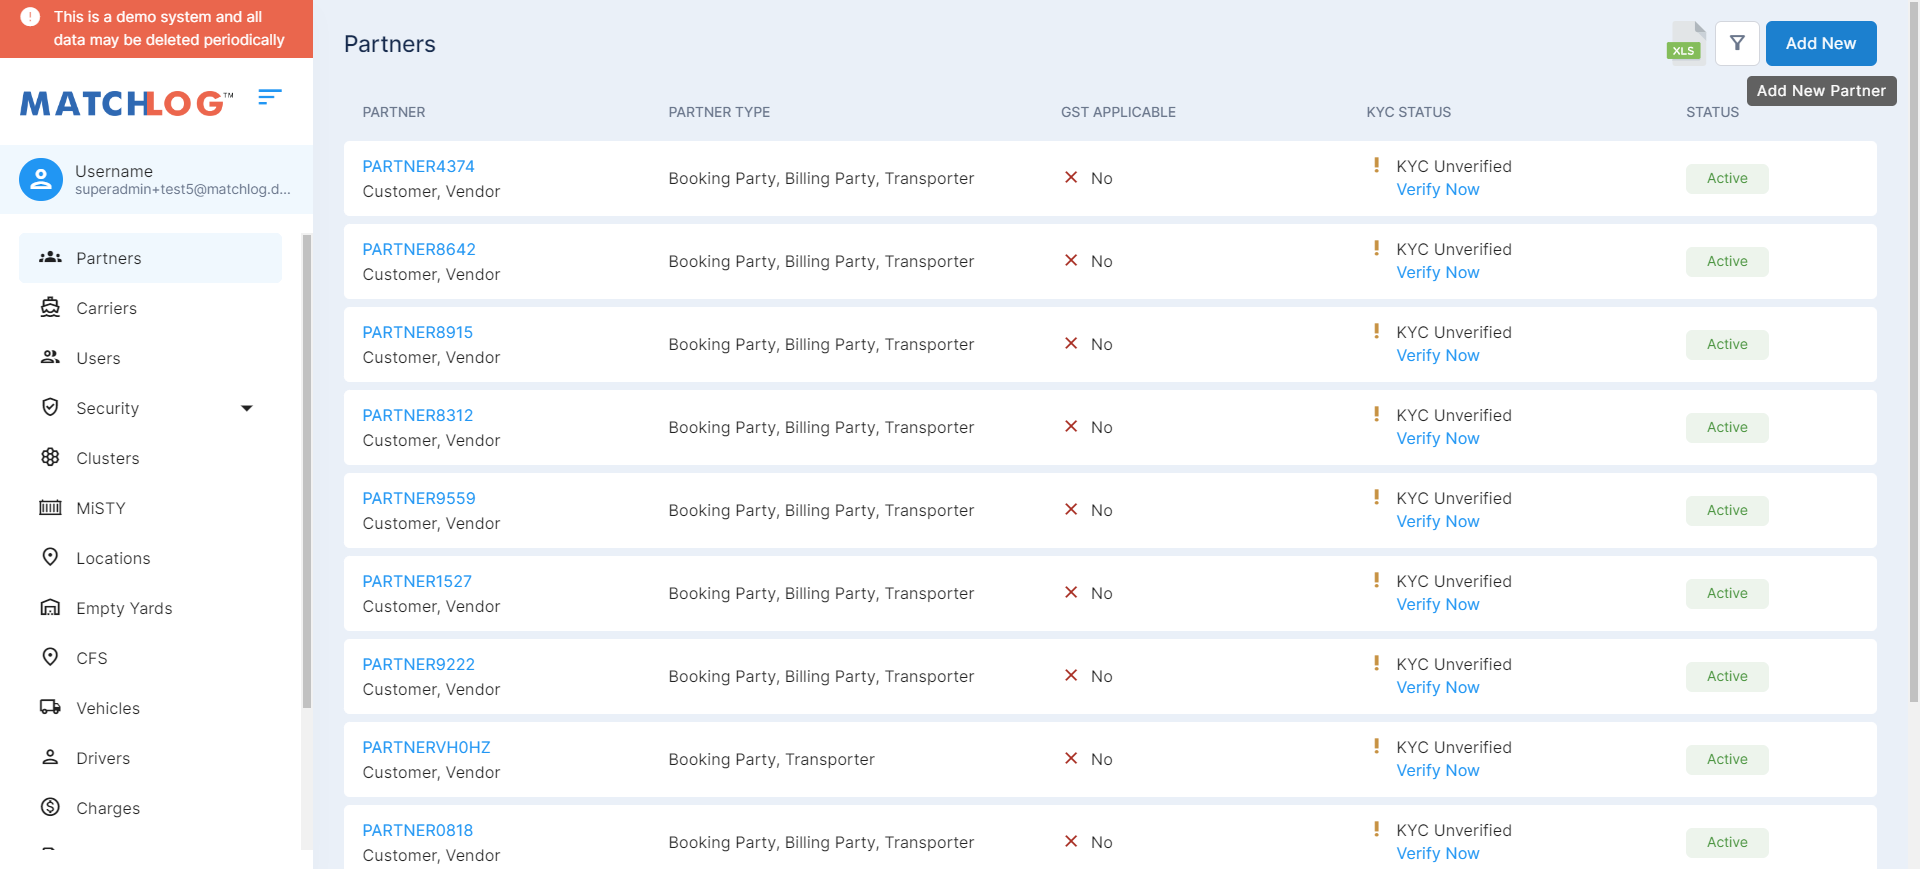 This is a demo system and all
data may be deleted periodically
MATCHLOG™
Username
superadmin+test5@matchlog.d...
Partners
Carriers
Users
Security
Clusters
MiSTY
Locations
Empty Yards
CFS
Vehicles
Drivers
Charges
Partners
XLS
Add New
Add New Partner
PARTNER PARTNER TYPE GST APPLICABLE KYC STATUS STATUS
PARTNER4374
Customer, Vendor
Booking Party, Billing Party, Transporter
No
KYC Unverified
Verify Now
Active
PARTNER8642
Customer, Vendor
Booking Party, Billing Party, Transporter
No
KYC Unverified
Verify Now
Active
PARTNER8915
Customer, Vendor
Booking Party, Billing Party, Transporter
No
KYC Unverified
Verify Now
Active
PARTNER8312
Customer, Vendor
Booking Party, Billing Party, Transporter
No
KYC Unverified
Verify Now
Active
PARTNER9559
Customer, Vendor
Booking Party, Billing Party, Transporter
No
KYC Unverified
Verify Now
Active
PARTNER1527
Customer, Vendor
Booking Party, Billing Party, Transporter
No
KYC Unverified
Verify Now
Active
PARTNER9222
Customer, Vendor
Booking Party, Billing Party, Transporter
No
KYC Unverified
Verify Now
Active
PARTNERVH0HZ
Customer, Vendor
Booking Party, Transporter
No
KYC Unverified
Verify Now
Active
PARTNER0818
Customer, Vendor
Booking Party, Billing Party, Transporter
No
KYC Unverified
Verify Now
Active